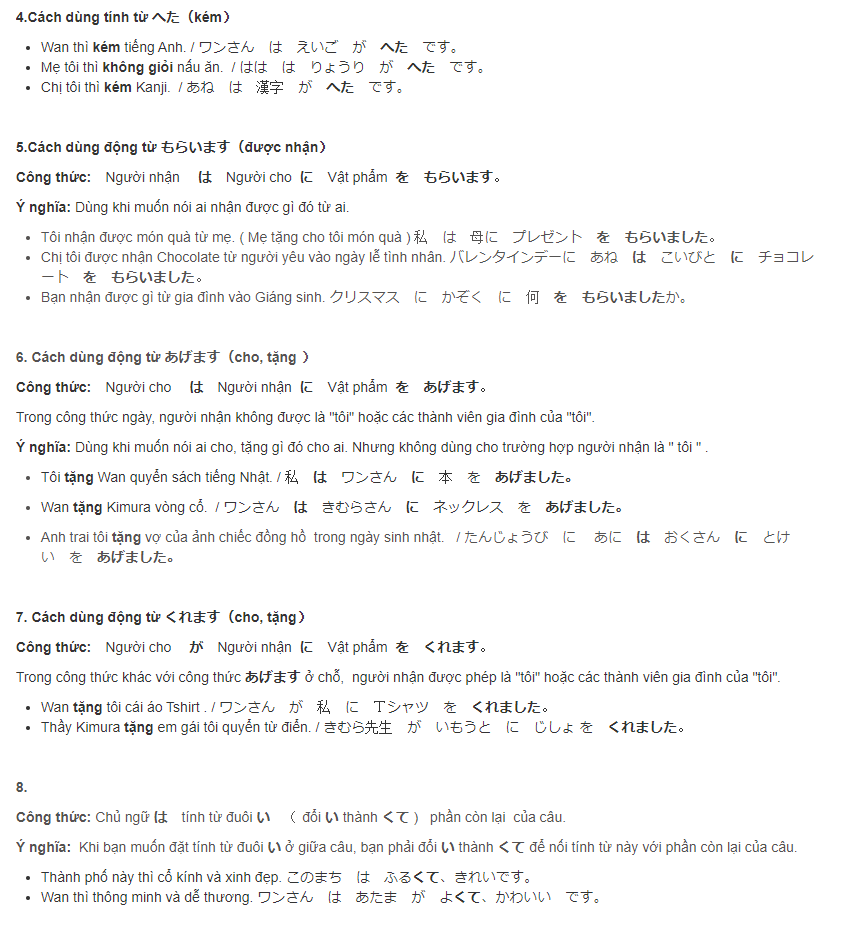 4.Cách dùng tính từ へた（kém）
Wan thì kém tiếng Anh. / ワンさん　は　えいご　が　へた　です。
Mẹ tôi thì không giỏi nấu ăn.  / はは　は　りょうり　が　へた　です。
Chị tôi thì kém Kanji.  / あね　は　漢字　が　へた　です。
5.Cách dùng động từ もらいます（được nhận）
Công thức:　Người nhận　は　Người cho に　Vật phẩm を　もらいます。
Ý nghĩa: Dùng khi muốn nói ai nhận được gì đó từ ai.
Tôi nhận được món quà từ mẹ. ( Mẹ tặng cho tôi món quà ) 私　は　母に　プレゼント　を　もらいました。
Chị tôi được nhận Chocolate từ người yêu vào ngày lễ tình nhân. バレンタインデーに　あね　は　こいびと　に　チョコレ
ート　を　もらいました。
Bạn nhận được gì từ gia đình vào Giáng sinh. クリスマス　に　かぞく　に　何　を　もらいましたか。
6. Cách dùng động từ あげます（cho, tặng ）
Công thức:　Người cho　は　Người nhận に　Vật phẩm を　あげます。
Trong công thức ngày, người nhận không được là "tôi" hoặc các thành viên gia đình của "tôi".
Ý nghĩa: Dùng khi muốn nói ai cho, tặng gì đó cho ai. Nhưng không dùng cho trường hợp người nhận là " tôi " .
Tôi tặng Wan quyển sách tiếng Nhật. / 私　は　ワンさん　に　本　を　あげました。
Wan tặng Kimura vòng cổ.  / ワンさん　は　きむらさん　に　ネックレス　を　あげました。
Anh trai tôi tặng vợ của ảnh chiếc đồng hồ  trong ngày sinh nhật.   / たんじょうび　に　 あに　は　おくさん　に　とけ
い　を　あげました。
7. Cách dùng động từ くれます（cho, tặng）
Công thức:　Người cho　が　Người nhận に　Vật phẩm を　くれます。
Trong công thức khác với công thức あげます ở chỗ,  người nhận được phép là "tôi" hoặc các thành viên gia đình của "tôi".
Wan tặng tôi cái áo Tshirt . / ワンさん　が　私　に　Tシャツ　を　くれました。
Thầy Kimura tặng em gái tôi quyển từ điển. / きむら先生　が　いもうと　に　じしょ を　くれました。
8.
Công thức: Chủ ngữ は　tính từ đuôi い　（ đổi い thành くて ） phần còn lại  của câu.
Ý nghĩa:  Khi bạn muốn đặt tính từ đuôi い ở giữa câu, bạn phải đổi い thành くて để nối tính từ này với phần còn lại của câu.
Thành phố này thì cổ kính và xinh đẹp. このまち　は　ふるくて、きれいです。
Wan thì thông minh và dễ thương. ワンさん　は　あたま　が　よくて、かわいい　です。